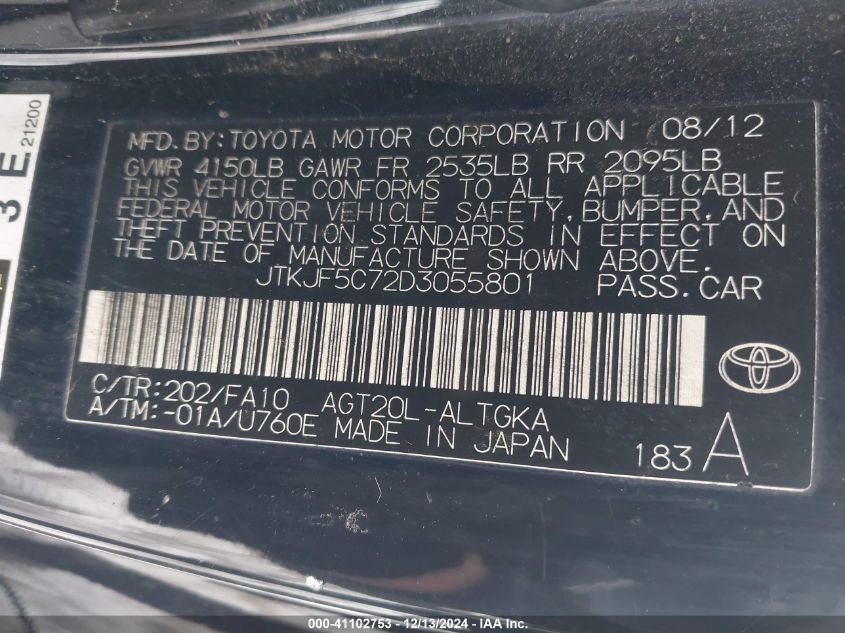 3 E
21200
MFD.BY:TOYOTA MOTOR CORPORATION 08/12
GVWR 4150LB GAWR FR 2535LB RR 2095LB
THIS VEHICLE CONFORMS TO ALL APPLICABLE
FEDERAL MOTOR VEHICLE SAFETY, BUMPER, AND
THEFT PREVENTION STANDARDS IN EFFECT ON
THE DATE OF MANUFACTURE SHOWN ABOVE.
JTKJF5C72D3055801 PASS.CAR
C/TR:202/FA10 AGT20L-ALTGKA
A/TM:-01A/U760E MADE IN JAPAN
183 A
000-41102753 - 12/13/2024 - IAA Inc.